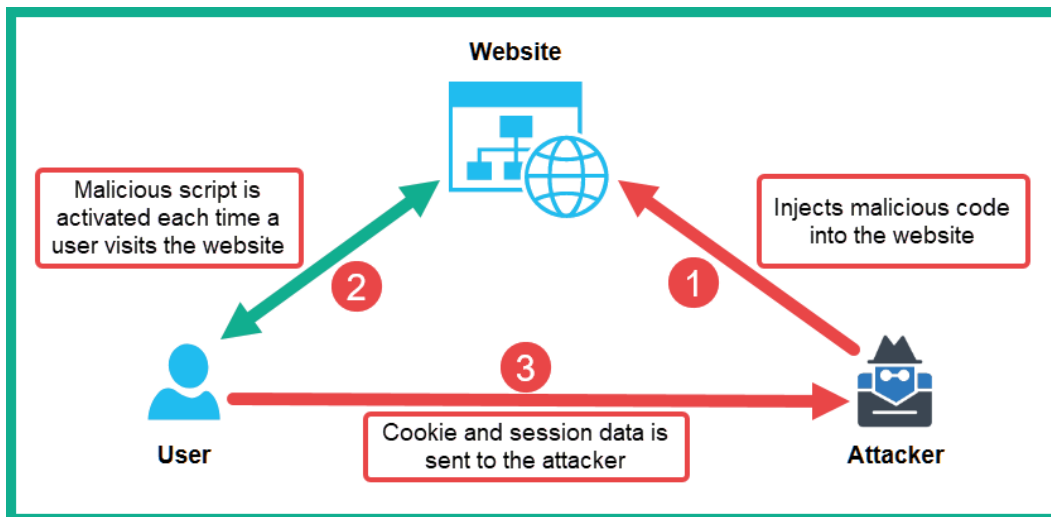 Website
Malicious script is
activated each time a
user visits the website
Injects malicious code
into the website
2
1
3
Cookie and session data is
sent to the attacker
User
Attacker